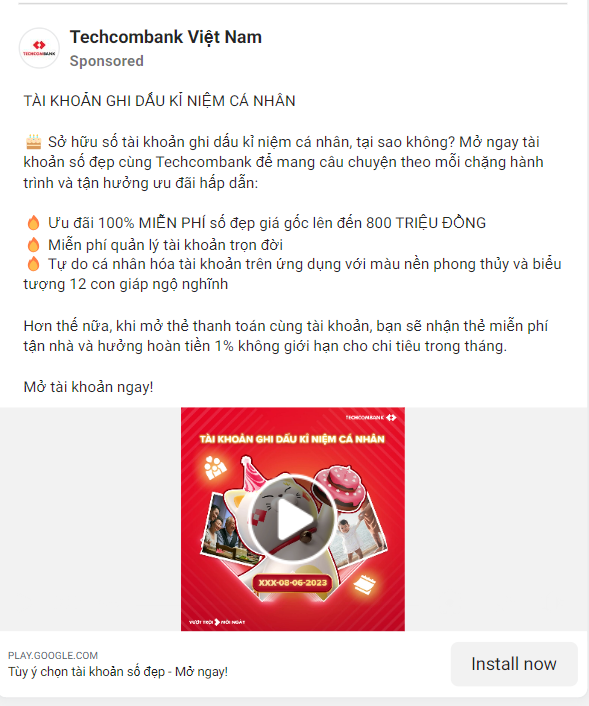 TECHCOMBANK
Techcombank Việt Nam
Sponsored
TÀI KHOẢN GHI DẤU KỈ NIỆM CÁ NHÂN
Sở hữu số tài khoản ghi dấu kỉ niệm cá nhân, tại sao không? Mở ngay tài
khoản số đẹp cùng Techcombank để mang câu chuyện theo mỗi chặng hành
trình và tận hưởng ưu đãi hấp dẫn:
Ưu đãi 100% MIỄN PHÍ số đẹp giá gốc lên đến 800 TRIỆU ĐỒNG
Miễn phí quản lý tài khoản trọn đời
Tự do cá nhân hóa tài khoản trên ứng dụng với màu nền phong thủy và biểu
tượng 12 con giáp ngộ nghĩnh
Hơn thế nữa, khi mở thẻ thanh toán cùng tài khoản, bạn sẽ nhận thẻ miễn phí
tận nhà và hưởng hoàn tiền 1% không giới hạn cho chi tiêu trong tháng.
Mở tài khoản ngay!
TECHCOMBANK
TÀI KHOẢN GHI DẤU KỈ NIỆM CÁ NHÂN
XXX-08-06-2023
VƯỢT TRỘI MỖI NGÀY
PLAY.GOOGLE.COM
Tùy ý chọn tài khoản số đẹp - Mở ngay!
Install now